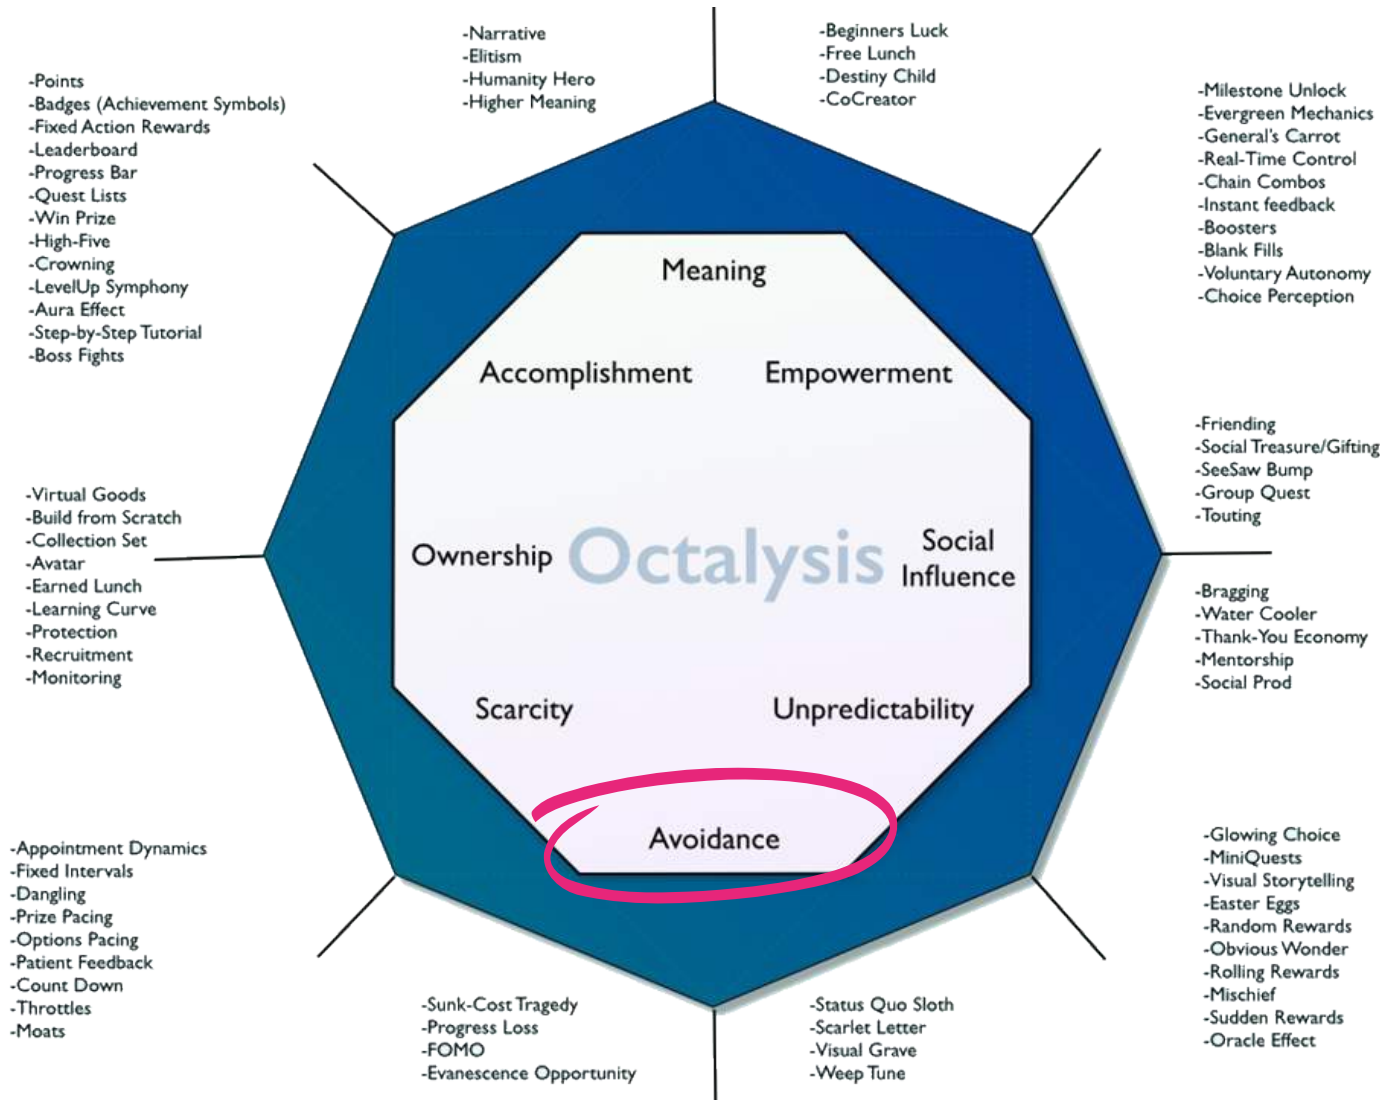 -Narrative
-Elitism
-Humanity Hero
-Higher Meaning
-Beginners Luck
-Free Lunch
-Destiny Child
-CoCreator
-Points
-Badges (Achievement Symbols)
-Fixed Action Rewards
-Leaderboard
-Progress Bar
-Quest Lists
-Win Prize
-High-Five
-Crowning
-LevelUp Symphony
-Aura Effect
-Step-by-Step Tutorial
-Boss Fights
-Milestone Unlock
-Evergreen Mechanics
-General's Carrot
-Real-Time Control
-Chain Combos
-Instant feedback
-Boosters
-Blank Fills
-Voluntary Autonomy
-Choice Perception
Meaning
Accomplishment
Empowerment
-Friending
-Social Treasure/Gifting
-SeeSaw Bump
-Group Quest
-Touting
-Virtual Goods
-Build from Scratch
-Collection Set
-Avatar
-Earned Lunch
-Learning Curve
-Protection
-Recruitment
-Monitoring
Ownership
Octalysis
Social
Influence
-Bragging
-Water Cooler
-Thank-You Economy
-Mentorship
-Social Prod
Scarcity
Unpredictability
Avoidance
-Appointment Dynamics
-Fixed Intervals
-Dangling
-Prize Pacing
-Options Pacing
-Patient Feedback
-Count Down
-Throttles
-Moats
-Glowing Choice
-MiniQuests
-Visual Storytelling
-Easter Eggs
-Random Rewards
-Obvious Wonder
-Rolling Rewards
-Mischief
-Sudden Rewards
-Oracle Effect
-Sunk-Cost Tragedy
-Progress Loss
-FOMO
-Evanescence Opportunity
-Status Quo Sloth
-Scarlet Letter
-Visual Grave
-Weep Tune